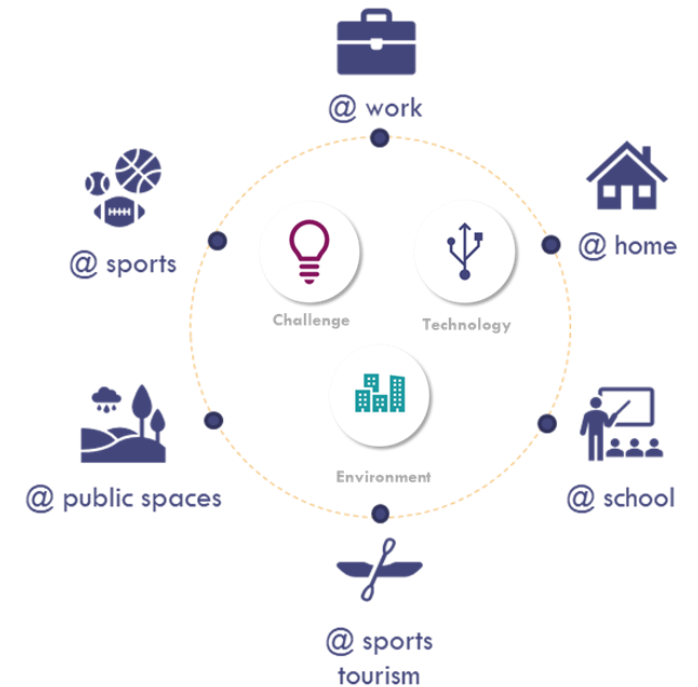 @ work
@ sports
@ home
Challenge
Technology
Environment
@ public spaces
@ school
@ sports
tourism